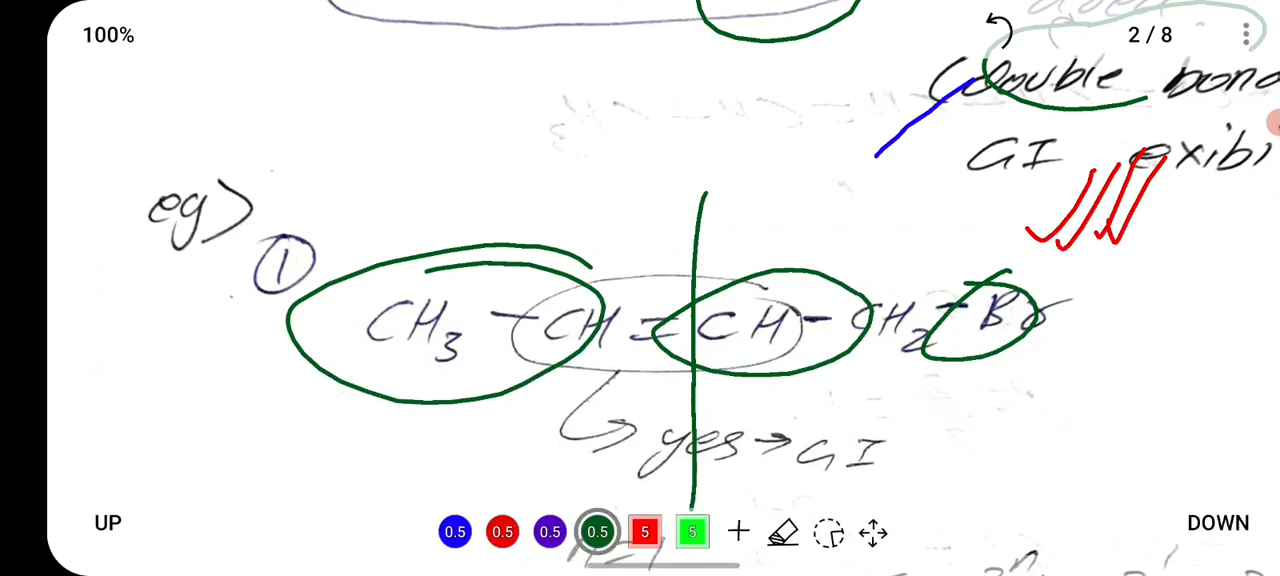 100%
2 / 8
(Double bond
GI exibi
eg>
1
CH3 - CH = CH - CH2 - Br
yes → GI
UP
0.5 0.5 0.5 0.5 5 5
DOWN